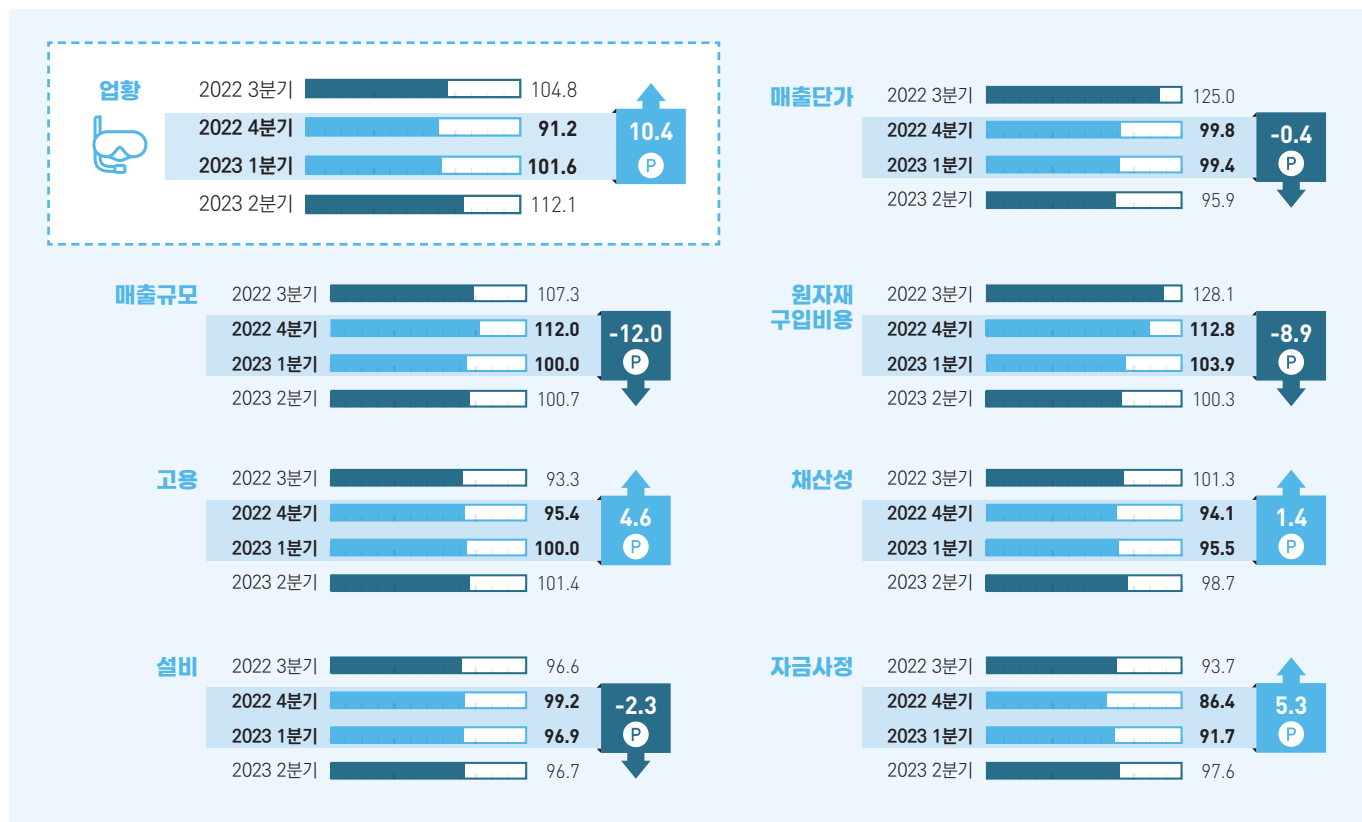 업황
2022 3분기 104.8
2022 4분기 91.2
2023 1분기 101.6
2023 2분기 112.1
10.4
P
매출단가
2022 3분기 125.0
2022 4분기 99.8
2023 1분기 99.4
2023 2분기 95.9
-0.4
P
매출규모
2022 3분기 107.3
2022 4분기 112.0
2023 1분기 100.0
2023 2분기 100.7
-12.0
P
원자재
구입비용
2022 3분기 128.1
2022 4분기 112.8
2023 1분기 103.9
2023 2분기 100.3
-8.9
P
고용
2022 3분기 93.3
2022 4분기 95.4
2023 1분기 100.0
2023 2분기 101.4
4.6
P
채산성
2022 3분기 101.3
2022 4분기 94.1
2023 1분기 95.5
2023 2분기 98.7
1.4
P
설비
2022 3분기 96.6
2022 4분기 99.2
2023 1분기 96.9
2023 2분기 96.7
-2.3
P
자금사정
2022 3분기 93.7
2022 4분기 86.4
2023 1분기 91.7
2023 2분기 97.6
5.3
P